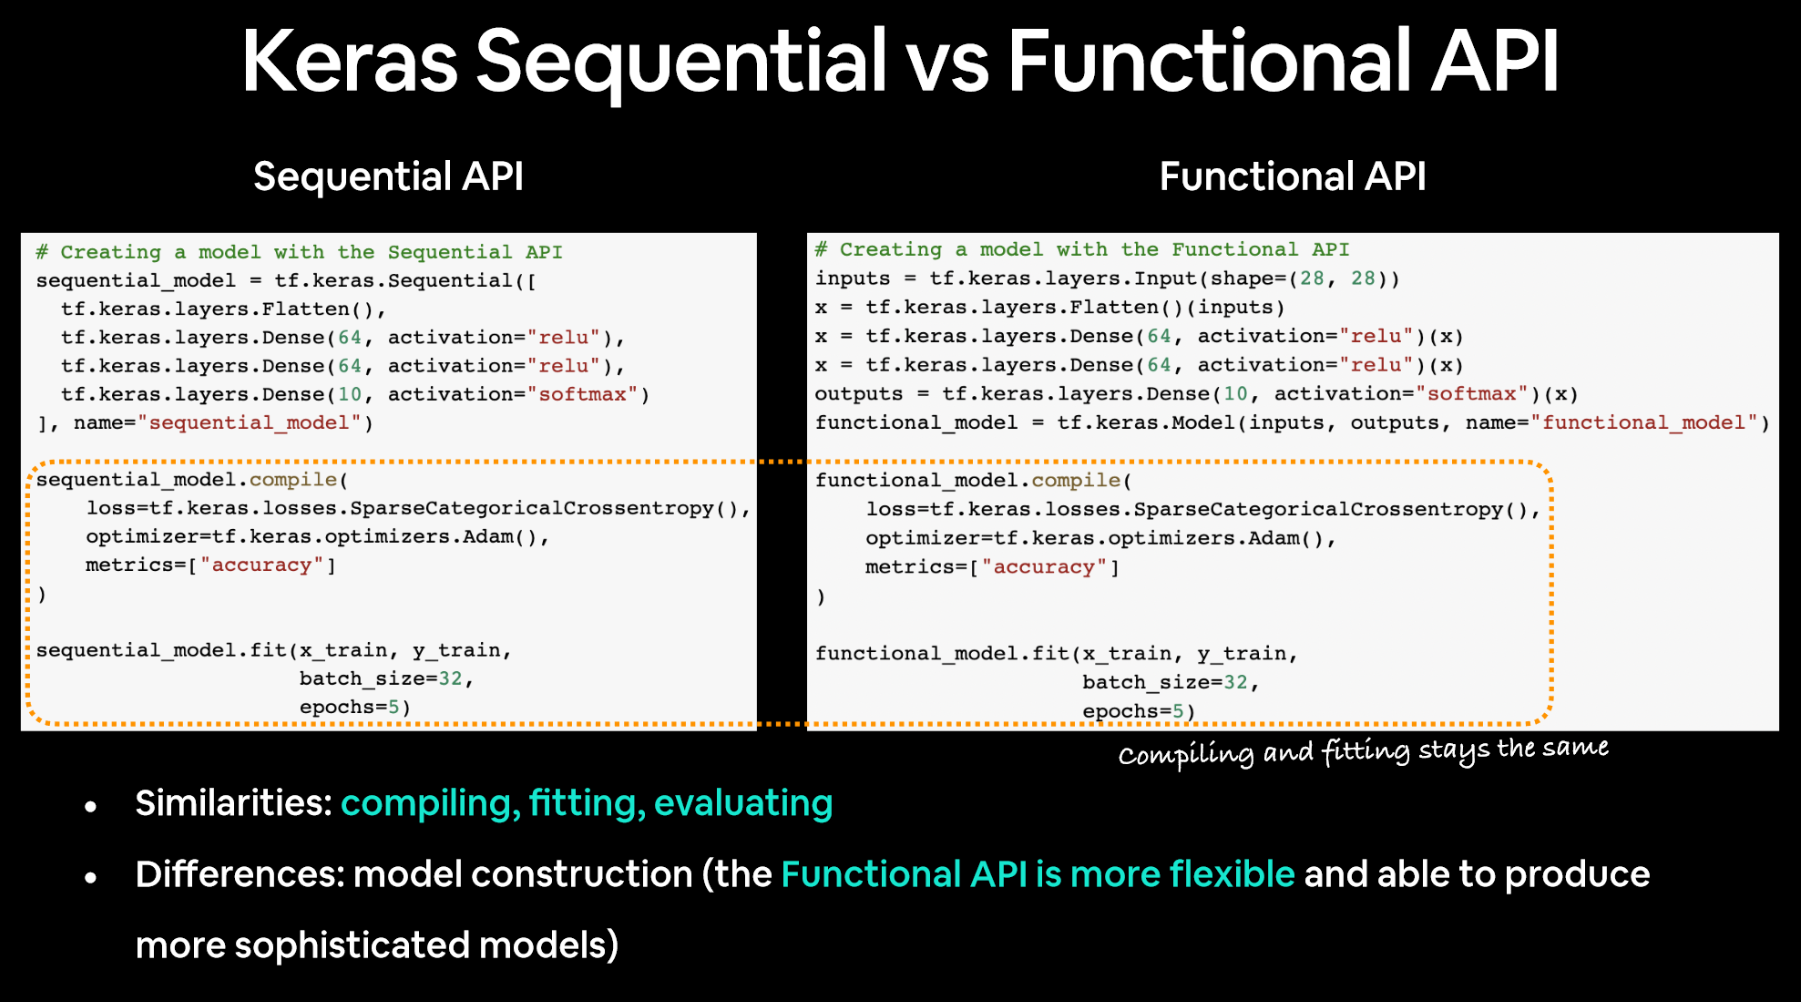 Keras Sequential vs Functional API
Sequential API
# Creating a model with the Sequential API
sequential_model = tf.keras.Sequential([
  tf.keras.layers.Flatten(),
  tf.keras.layers.Dense(64, activation="relu"),
  tf.keras.layers.Dense(64, activation="relu"),
  tf.keras.layers.Dense(10, activation="softmax")
], name="sequential_model")
sequential_model.compile(
    loss=tf.keras.losses.SparseCategoricalCrossentropy(),
    optimizer=tf.keras.optimizers.Adam(),
    metrics=["accuracy"]
)
sequential_model.fit(x_train, y_train,
                     batch_size=32,
                     epochs=5)
Functional API
# Creating a model with the Functional API
inputs = tf.keras.layers.Input(shape=(28, 28))
x = tf.keras.layers.Flatten()(inputs)
x = tf.keras.layers.Dense(64, activation="relu")(x)
x = tf.keras.layers.Dense(64, activation="relu")(x)
outputs = tf.keras.layers.Dense(10, activation="softmax")(x)
functional_model = tf.keras.Model(inputs, outputs, name="functional_model")
functional_model.compile(
    loss=tf.keras.losses.SparseCategoricalCrossentropy(),
    optimizer=tf.keras.optimizers.Adam(),
    metrics=["accuracy"]
)
functional_model.fit(x_train, y_train,
                     batch_size=32,
                     epochs=5)
Compiling and fitting stays the same
• Similarities: compiling, fitting, evaluating
• Differences: model construction (the Functional API is more flexible and able to produce
more sophisticated models)